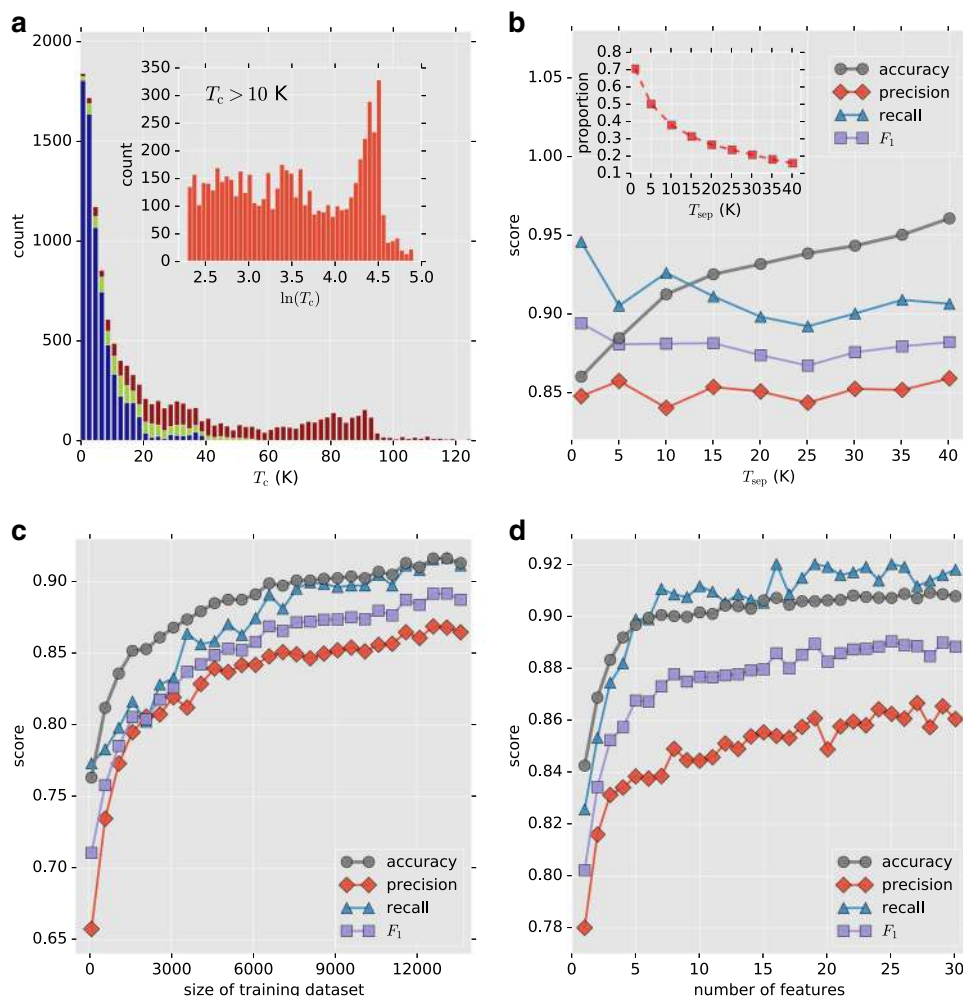 a
2000
1500
1000
500
0
count
0 20 40 60 80 100 120
T_c (K)
350
300
250
200
150
100
50
0
count
T_c > 10 K
2.5 3.0 3.5 4.0 4.5 5.0
ln(T_c)
b
1.05
1.00
0.95
0.90
0.85
score
0 5 10 15 20 25 30 35 40
T_sep (K)
0.8
0.7
0.6
0.5
0.4
0.3
0.2
0.1
proportion
0 5 10 15 20 25 30 35 40
T_sep (K)
accuracy
precision
recall
F_1
c
0.90
0.85
0.80
0.75
0.70
0.65
score
0 3000 6000 9000 12000
size of training dataset
accuracy
precision
recall
F_1
d
0.92
0.90
0.88
0.86
0.84
0.82
0.80
0.78
score
0 5 10 15 20 25 30
number of features
accuracy
precision
recall
F_1